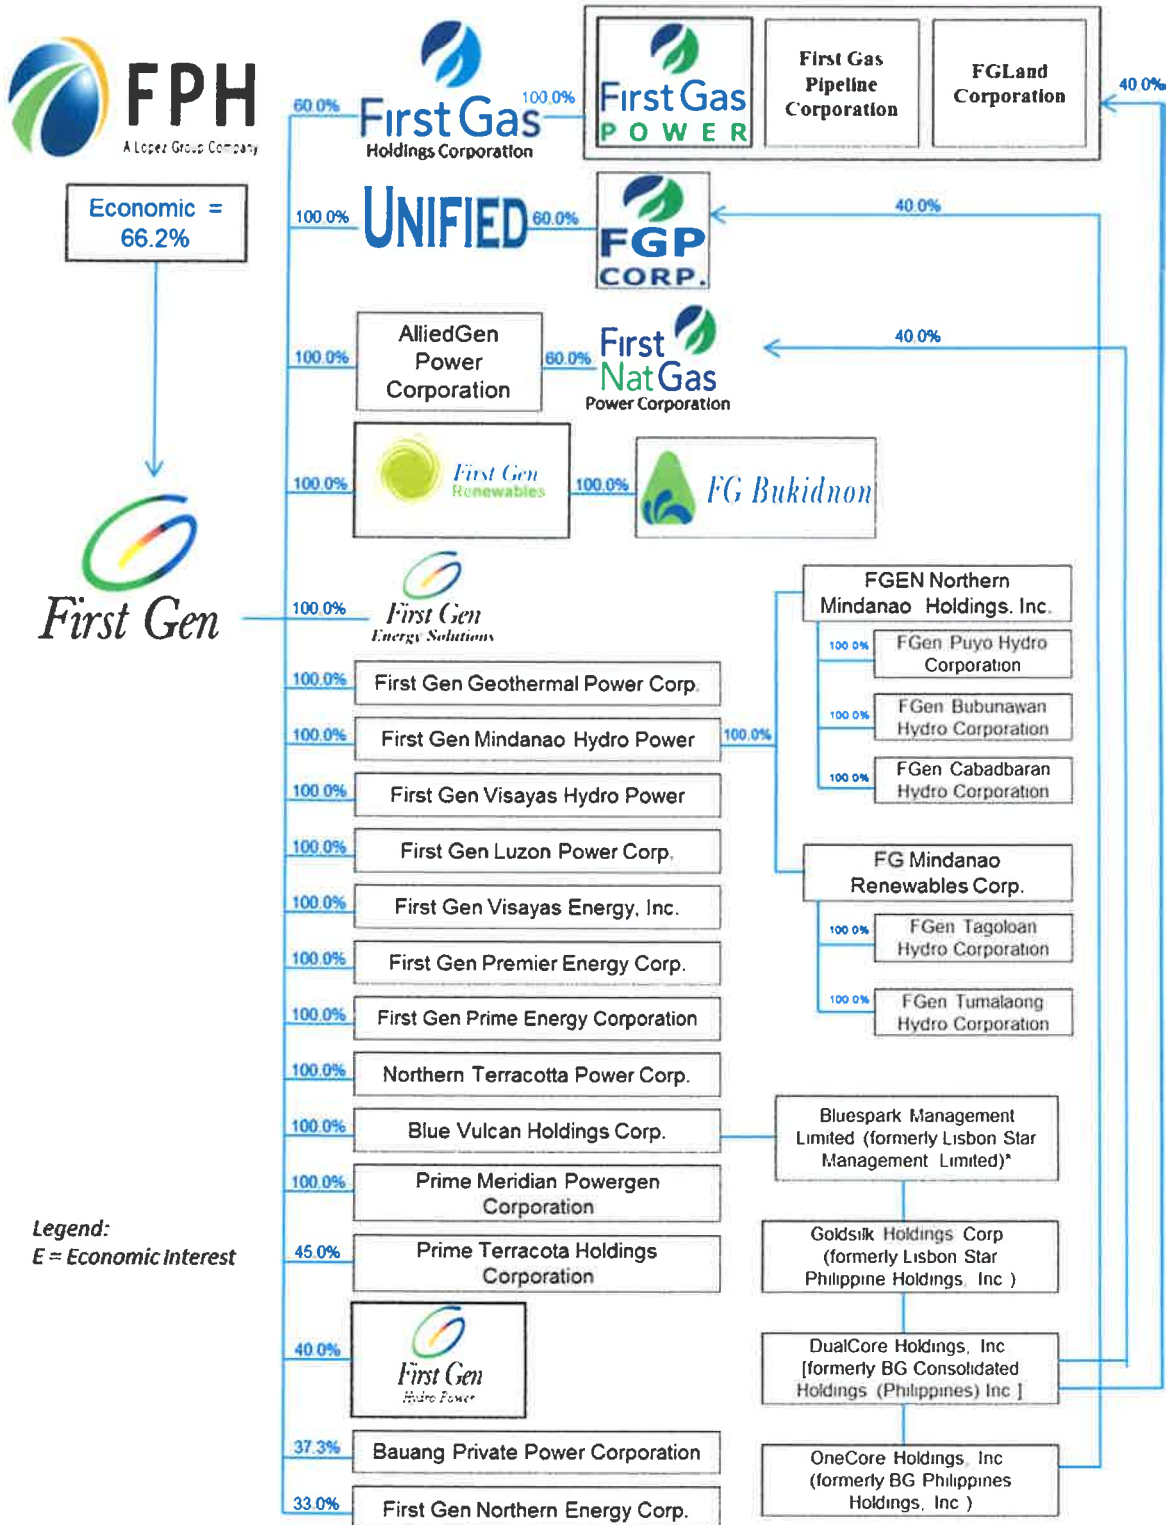 FPH
A Lopez Group Company
Economic =
66.2%
First Gen
Legend:
E = Economic Interest
60.0%
First Gas
Holdings Corporation
100.0%
First Gas
POWER
First Gas
Pipeline
Corporation
FGLand
Corporation
40.0%
100.0%
UNIFIED
60.0%
FGP
CORP.
40.0%
100.0%
AlliedGen
Power
Corporation
60.0%
First
NatGas
Power Corporation
40.0%
100.0%
First Gen
Renewables
100.0%
FG Bukidnon
100.0%
First Gen
Energy Solutions
100.0%
First Gen Geothermal Power Corp.
100.0%
First Gen Mindanao Hydro Power
100.0%
FGEN Northern
Mindanao Holdings. Inc.
100.0%
FGen Puyo Hydro
Corporation
100.0%
FGen Bubunawan
Hydro Corporation
100.0%
FGen Cabadbaran
Hydro Corporation
FG Mindanao
Renewables Corp.
100.0%
FGen Tagoloan
Hydro Corporation
100.0%
FGen Tumalaong
Hydro Corporation
100.0%
First Gen Visayas Hydro Power
100.0%
First Gen Luzon Power Corp.
100.0%
First Gen Visayas Energy, Inc.
100.0%
First Gen Premier Energy Corp.
100.0%
First Gen Prime Energy Corporation
100.0%
Northern Terracotta Power Corp.
100.0%
Blue Vulcan Holdings Corp.
Bluespark Management
Limited (formerly Lisbon Star
Management Limited)*
Goldsilk Holdings Corp
(formerly Lisbon Star
Philippine Holdings, Inc )
DualCore Holdings, Inc
[formerly BG Consolidated
Holdings (Philippines) Inc ]
OneCore Holdings, Inc
(formerly BG Philippines
Holdings, Inc )
100.0%
Prime Meridian Powergen
Corporation
45.0%
Prime Terracota Holdings
Corporation
40.0%
First Gen
Hydro Power
37.3%
Bauang Private Power Corporation
33.0%
First Gen Northern Energy Corp.